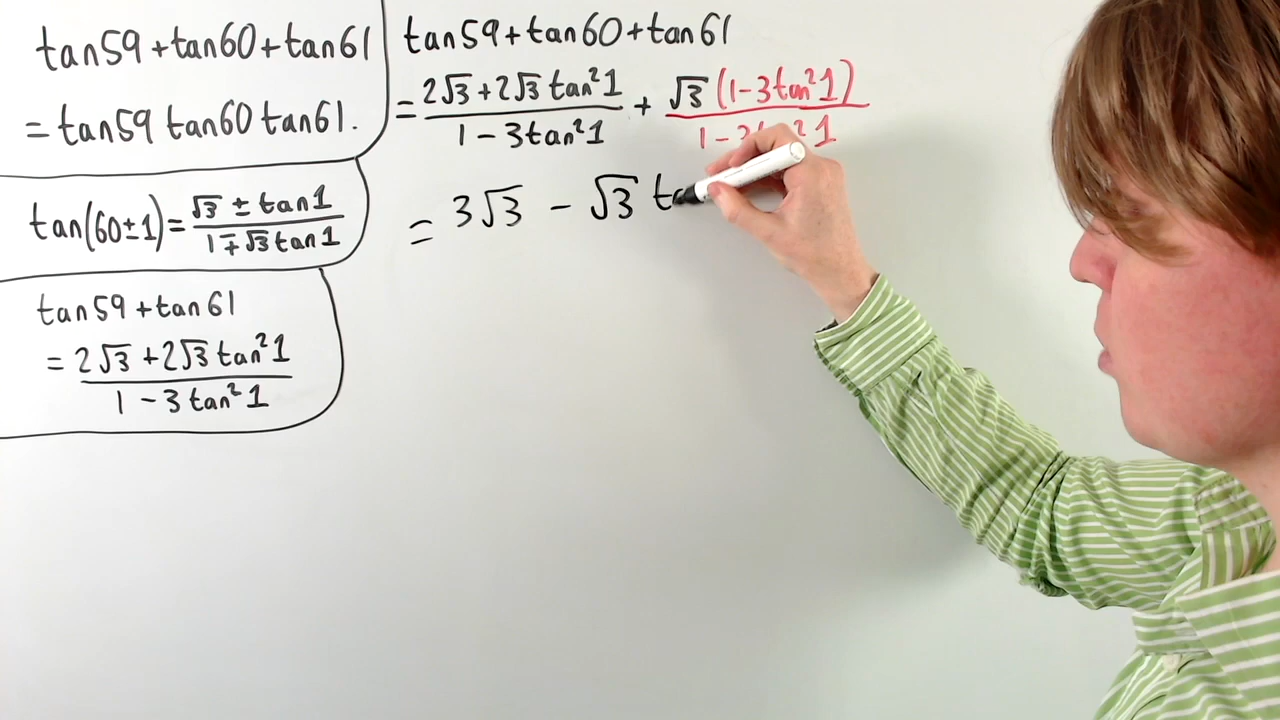 tan59 + tan60 + tan61
= tan59 tan60 tan61.
tan(60±1) = (√3 ± tan1)/(1 ∓ √3 tan1)
tan59 + tan61
= (2√3 + 2√3 tan²1)/(1 - 3tan²1)
tan59 + tan60 + tan61
= (2√3 + 2√3 tan²1)/(1 - 3tan²1) + √3(1-3tan²1)/(1-3tan²1)
= 3√3 - √3